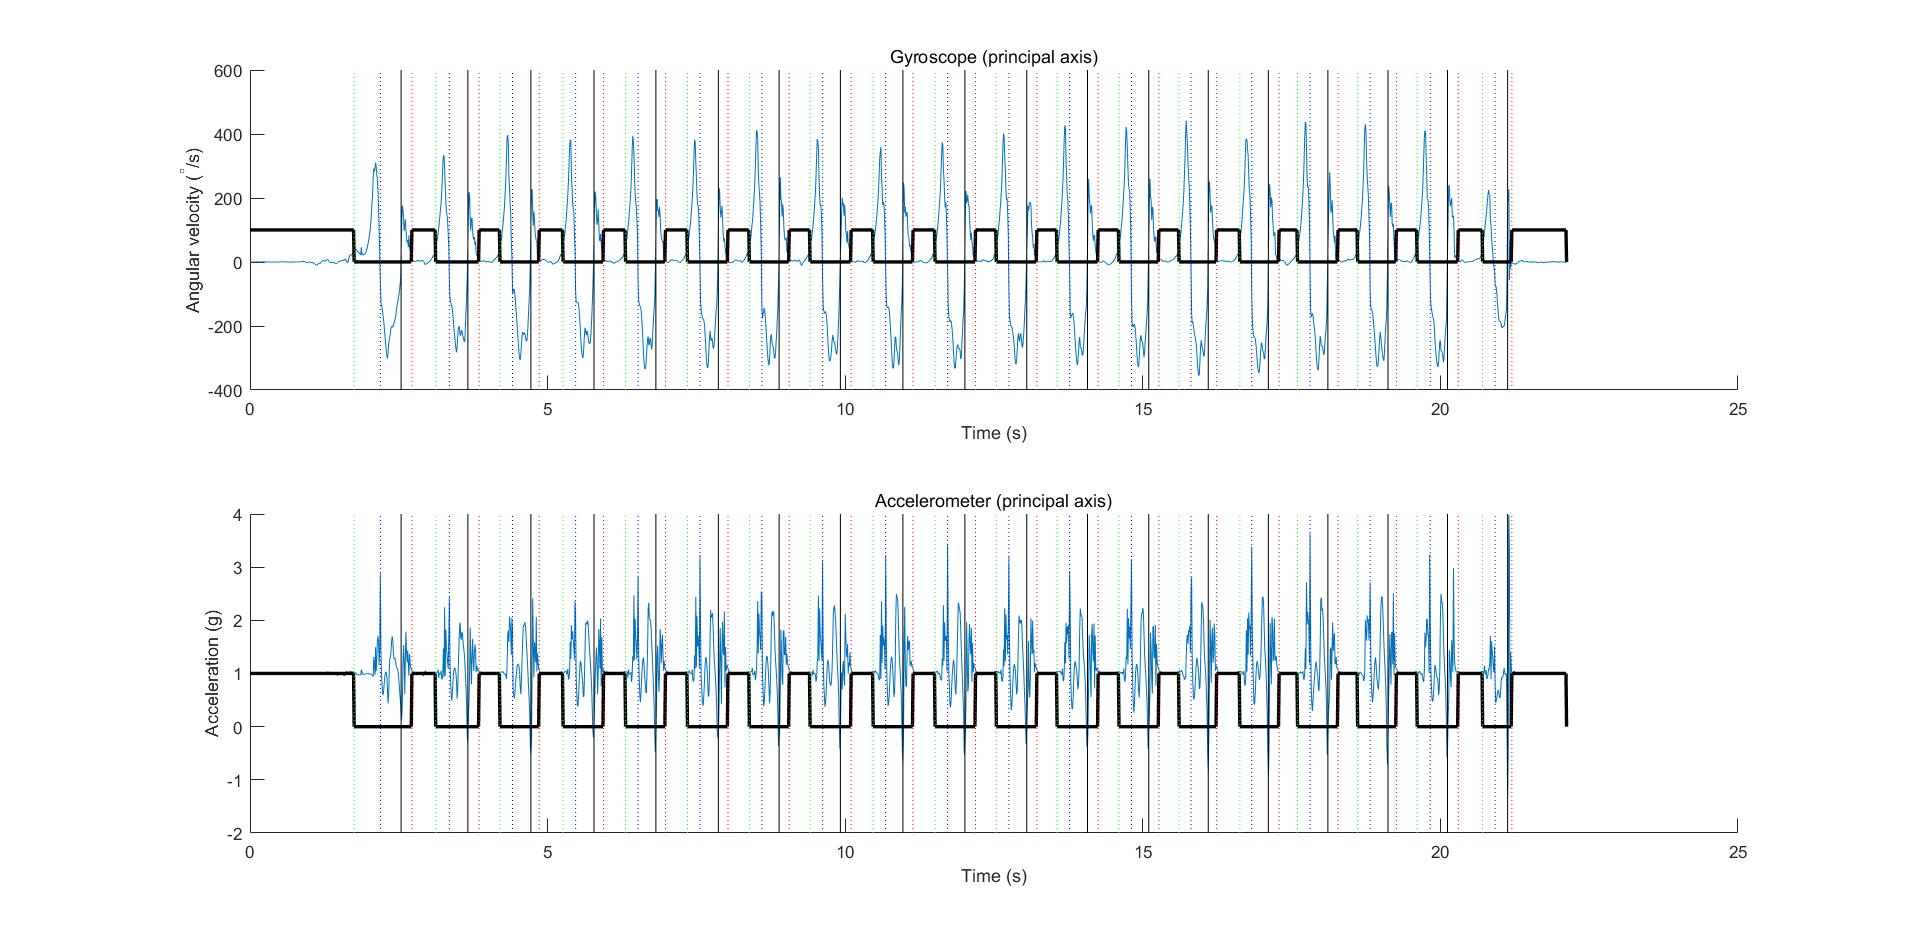 Gyroscope (principal axis)
600
400
200
0
-200
-400
Angular velocity (°/s)
0 5 10 15 20 25
Time (s)
Accelerometer (principal axis)
4
3
2
1
0
-1
-2
Acceleration (g)
0 5 10 15 20 25
Time (s)